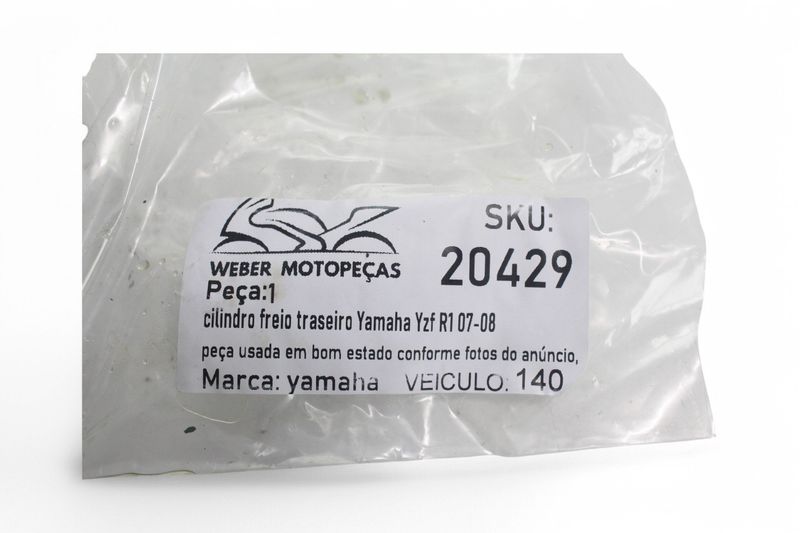 WEBER MOTOPEÇAS
SKU:
20429
Peça:1
cilindro freio traseiro Yamaha Yzf R1 07-08
peça usada em bom estado conforme fotos do anúncio,
Marca: yamaha VEICULO: 140